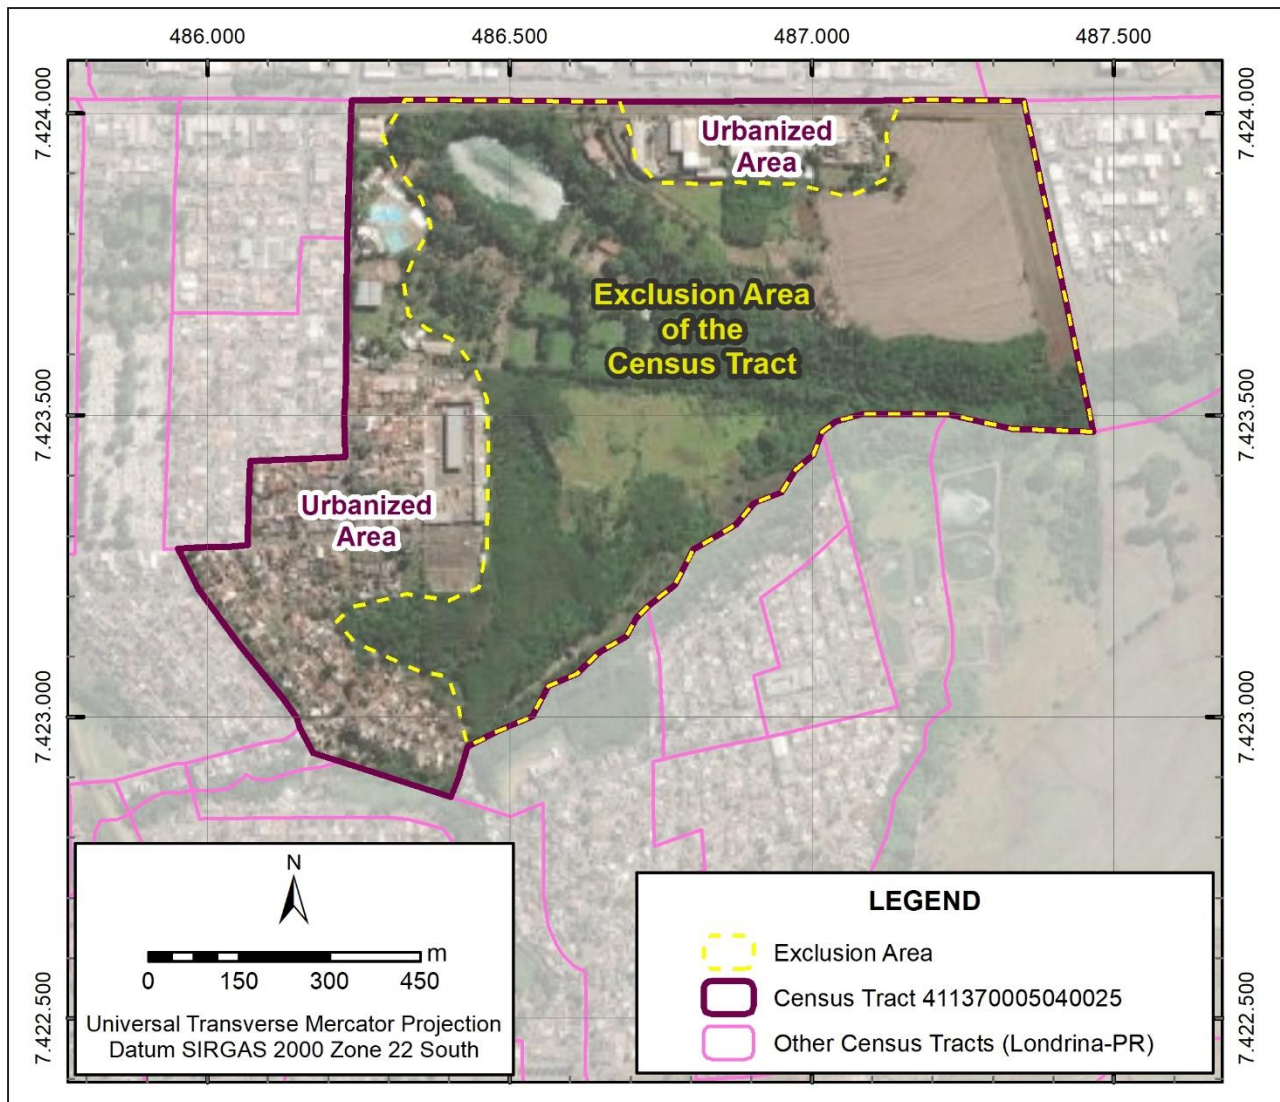 486.000 486.500 487.000 487.500
7.424.000
7.424.000
Urbanized
Area
Exclusion Area
of the
Census Tract
7.423.500
7.423.500
Urbanized
Area
7.423.000
7.423.000
N
m
0 150 300 450
Universal Transverse Mercator Projection
Datum SIRGAS 2000 Zone 22 South
LEGEND
Exclusion Area
Census Tract 411370005040025
Other Census Tracts (Londrina-PR)
7.422.500
7.422.500